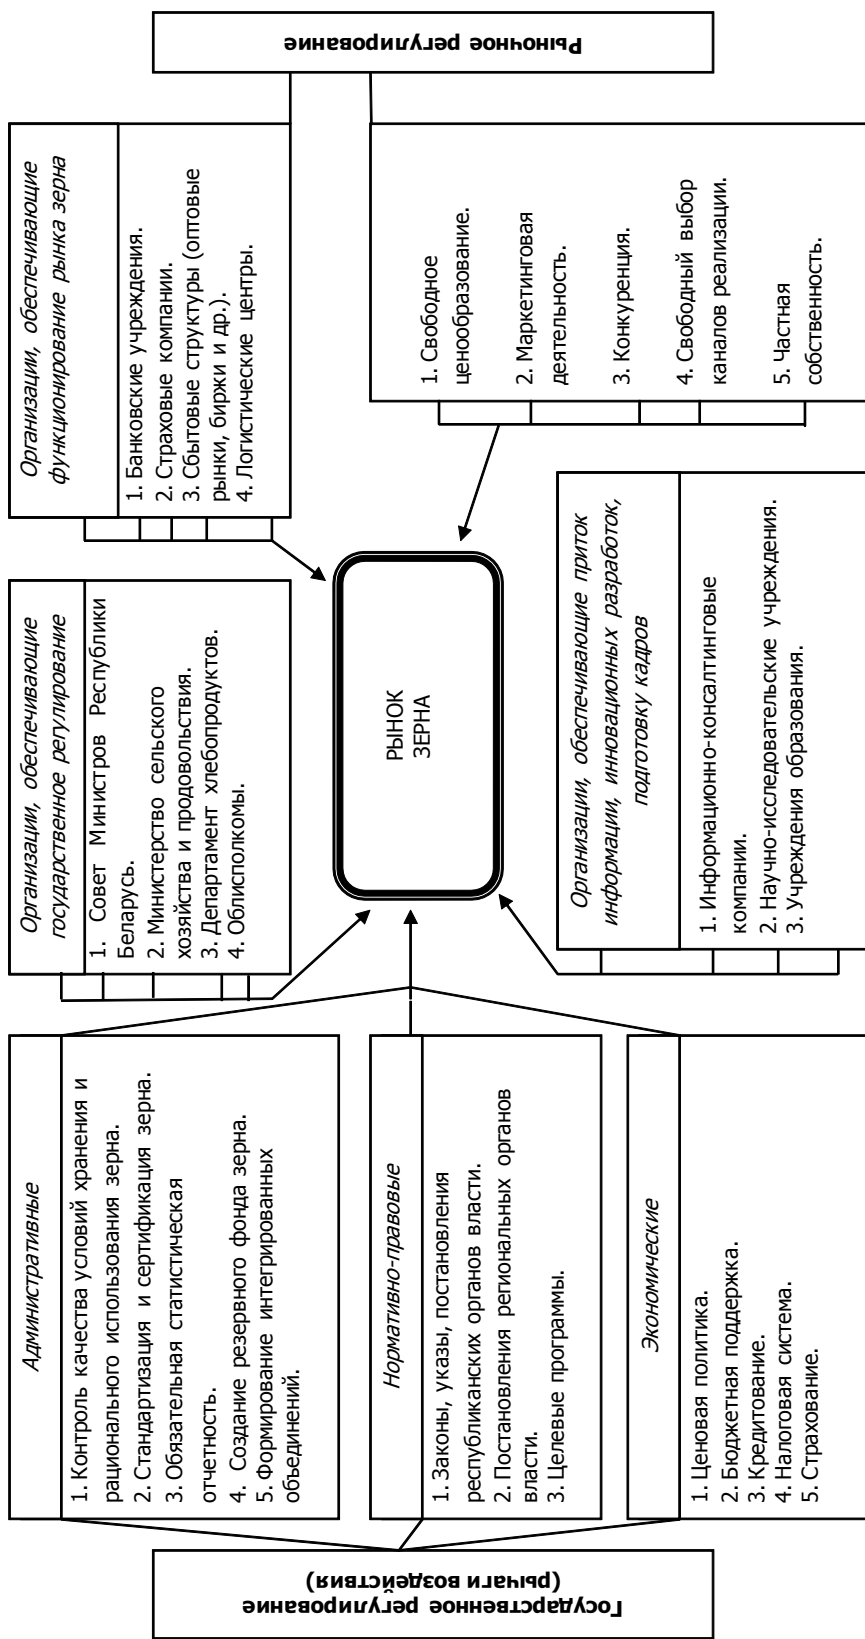 Государственное регулирование
(рычаги воздействия)
Административные
1. Контроль качества условий хранения и
рационального использования зерна.
2. Стандартизация и сертификация зерна.
3. Обязательная статистическая
отчетность.
4. Создание резервного фонда зерна.
5. Формирование интегрированных
объединений.
Нормативно-правовые
1. Законы, указы, постановления
республиканских органов власти.
2. Постановления региональных органов
власти.
3. Целевые программы.
Экономические
1. Ценовая политика.
2. Бюджетная поддержка.
3. Кредитование.
4. Налоговая система.
5. Страхование.
Организации, обеспечивающие
государственное регулирование
1. Совет Министров Республики
Беларусь.
2. Министерство сельского
хозяйства и продовольствия.
3. Департамент хлебопродуктов.
4. Облисполкомы.
РЫНОК
ЗЕРНА
Организации, обеспечивающие приток
информации, инновационных разработок,
подготовку кадров
1. Информационно-консалтинговые
компании.
2. Научно-исследовательские учреждения.
3. Учреждения образования.
Организации, обеспечивающие
функционирование рынка зерна
1. Банковские учреждения.
2. Страховые компании.
3. Сбытовые структуры (оптовые
рынки, биржи и др.).
4. Логистические центры.
1. Свободное
ценообразование.
2. Маркетинговая
деятельность.
3. Конкуренция.
4. Свободный выбор
каналов реализации.
5. Частная
собственность.
Рыночное регулирование